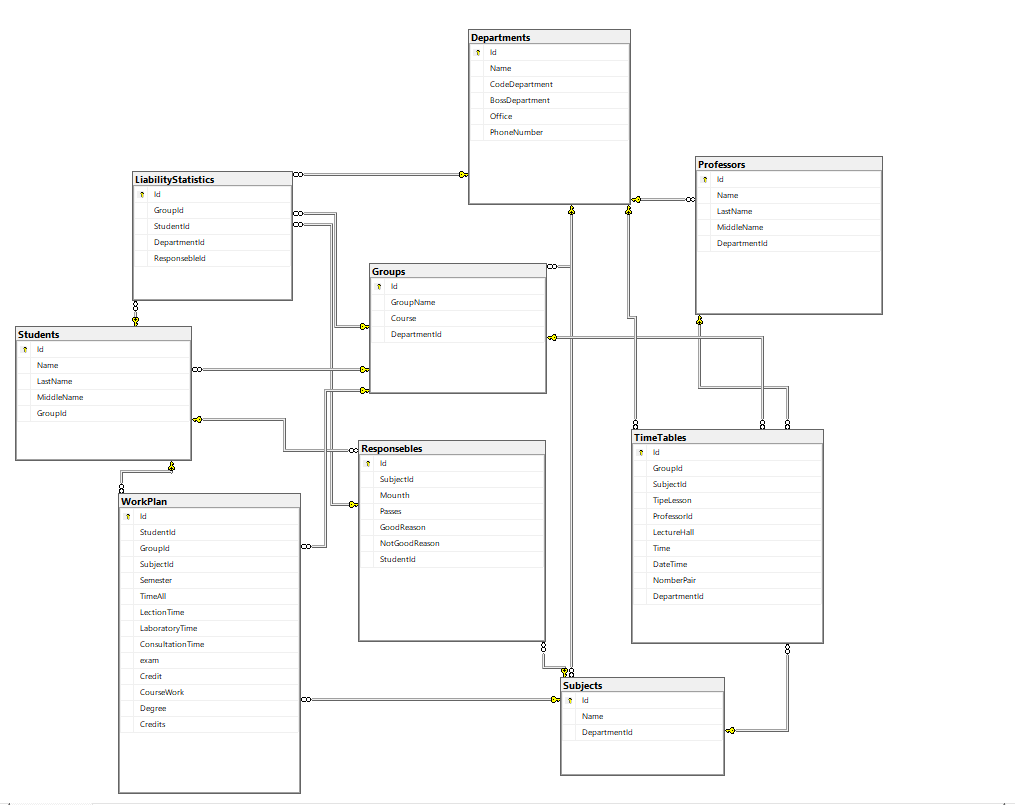 Departments
Id
Name
CodeDepartment
BossDepartment
Office
PhoneNumber
Professors
Id
Name
LastName
MiddleName
DepartmentId
LiabilityStatistics
Id
GroupId
StudentId
DepartmentId
ResponsebleId
Groups
Id
GroupName
Course
DepartmentId
Students
Id
Name
LastName
MiddleName
GroupId
Responsebles
Id
SubjectId
Mounth
Passes
GoodReason
NotGoodReason
StudentId
TimeTables
Id
GroupId
SubjectId
TipeLesson
ProfessorId
LectureHall
Time
DateTime
NomberPair
DepartmentId
WorkPlan
Id
StudentId
GroupId
SubjectId
Semester
TimeAll
LectionTime
LaboratoryTime
ConsultationTime
exam
Credit
CourseWork
Degree
Credits
Subjects
Id
Name
DepartmentId